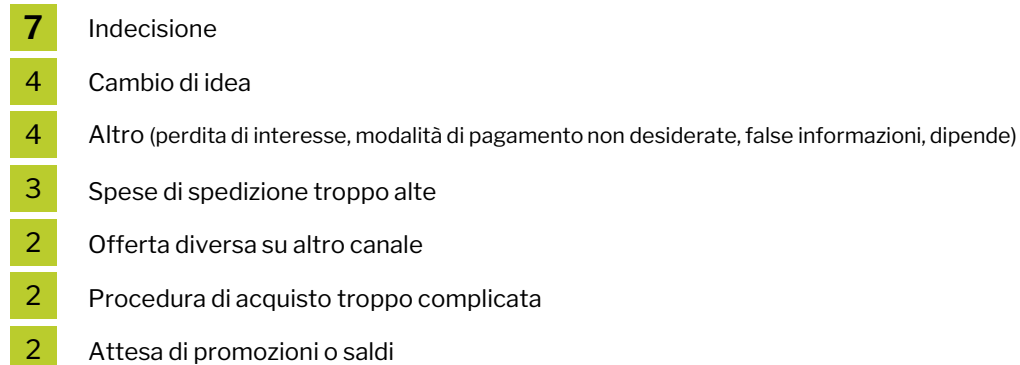 7 Indecisione
4 Cambio di idea
4 Altro (perdita di interesse, modalità di pagamento non desiderate, false informazioni, dipende)
3 Spese di spedizione troppo alte
2 Offerta diversa su altro canale
2 Procedura di acquisto troppo complicata
2 Attesa di promozioni o saldi